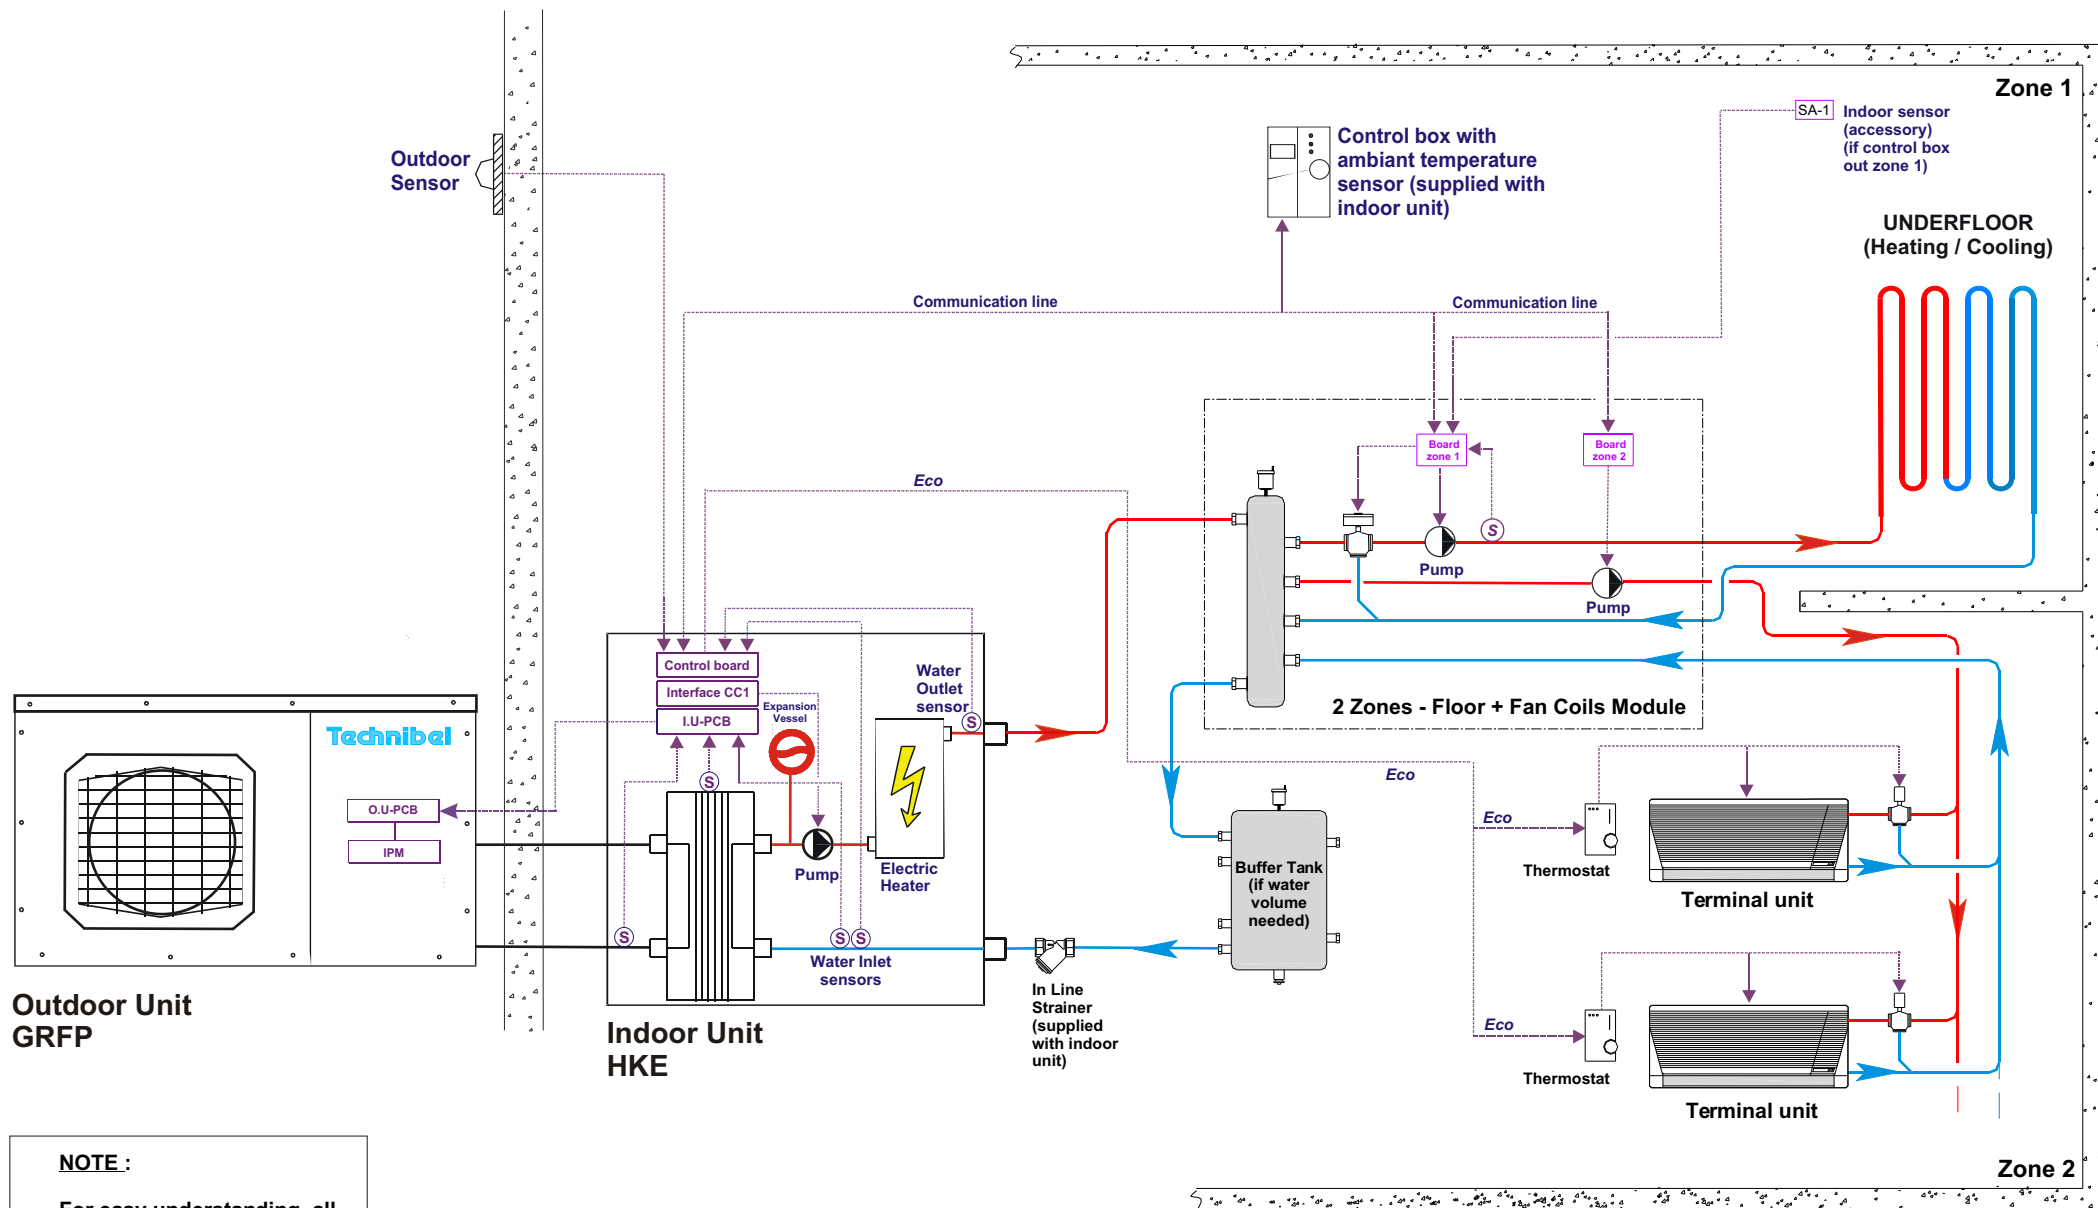 Zone 1
SA-1
Indoor sensor
(accessory)
(if control box
out zone 1)
Control box with
ambiant temperature
sensor (supplied with
indoor unit)
Outdoor
Sensor
UNDERFLOOR
(Heating / Cooling)
Communication line
Communication line
Board
zone 1
Board
zone 2
Eco
S
Pump
Pump
2 Zones - Floor + Fan Coils Module
Control board
Interface CC1
I.U-PCB
Water
Outlet
sensor
S
Expansion
Vessel
Technibel
O.U-PCB
IPM
S
Pump
Electric
Heater
S
S
S
Water Inlet
sensors
Eco
Buffer Tank
(if water
volume
needed)
Eco
Thermostat
Terminal unit
In Line
Strainer
(supplied
with indoor
unit)
Eco
Thermostat
Terminal unit
Outdoor Unit
GRFP
Indoor Unit
HKE
NOTE :
For easy understanding, all
Zone 2